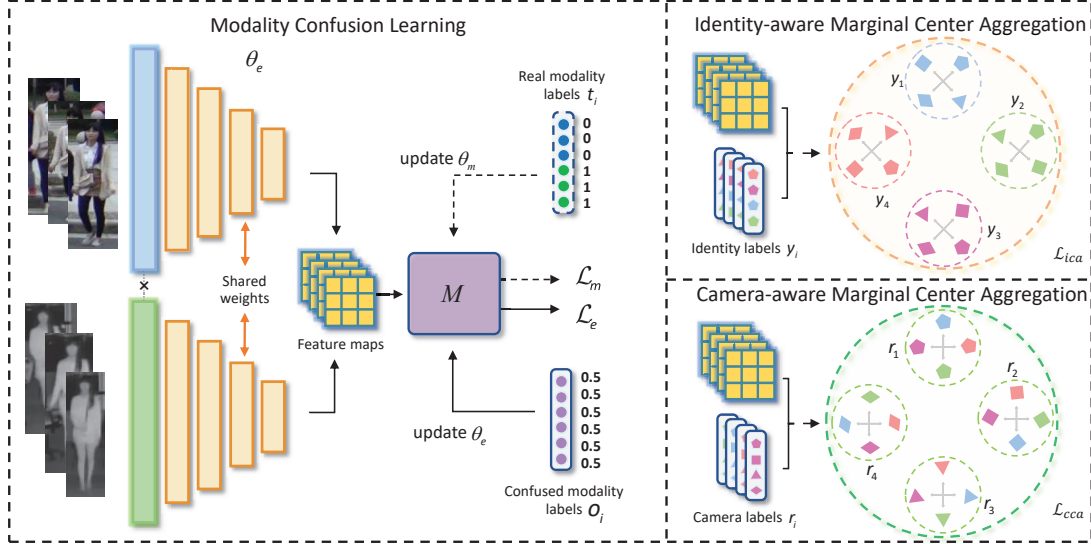 Modality Confusion Learning
θe
Real modality
labels ti
0
0
0
1
1
1
update θm
×
Shared
weights
Feature maps
M
ℒm
ℒe
update θe
0.5
0.5
0.5
0.5
0.5
0.5
Confused modality
labels oi
Identity-aware Marginal Center Aggregation
Identity labels yi
y1
y2
y3
y4
ℒica
Camera-aware Marginal Center Aggregation
Camera labels ri
r1
r2
r3
r4
ℒcca